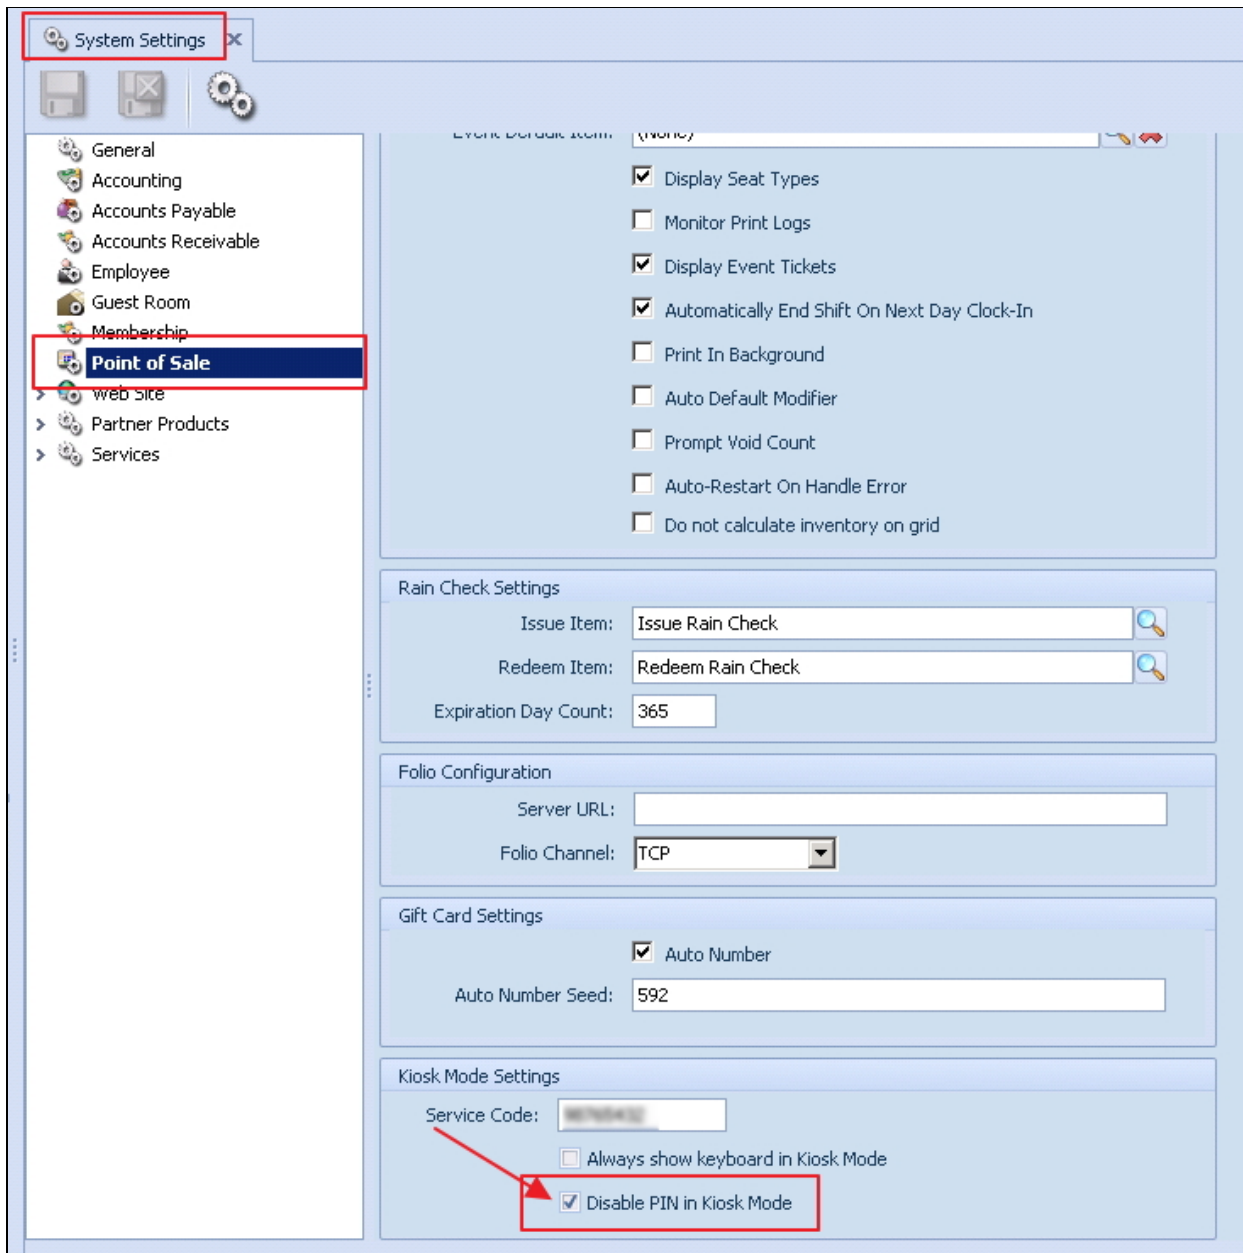 System Settings
General
Accounting
Accounts Payable
Accounts Receivable
Employee
Guest Room
Membership
Point of Sale
Web Site
Partner Products
Services
Event Default Item: (None)
Display Seat Types
Monitor Print Logs
Display Event Tickets
Automatically End Shift On Next Day Clock-In
Print In Background
Auto Default Modifier
Prompt Void Count
Auto-Restart On Handle Error
Do not calculate inventory on grid
Rain Check Settings
Issue Item: Issue Rain Check
Redeem Item: Redeem Rain Check
Expiration Day Count: 365
Folio Configuration
Server URL:
Folio Channel: TCP
Gift Card Settings
Auto Number
Auto Number Seed: 592
Kiosk Mode Settings
Service Code:
Always show keyboard in Kiosk Mode
Disable PIN in Kiosk Mode